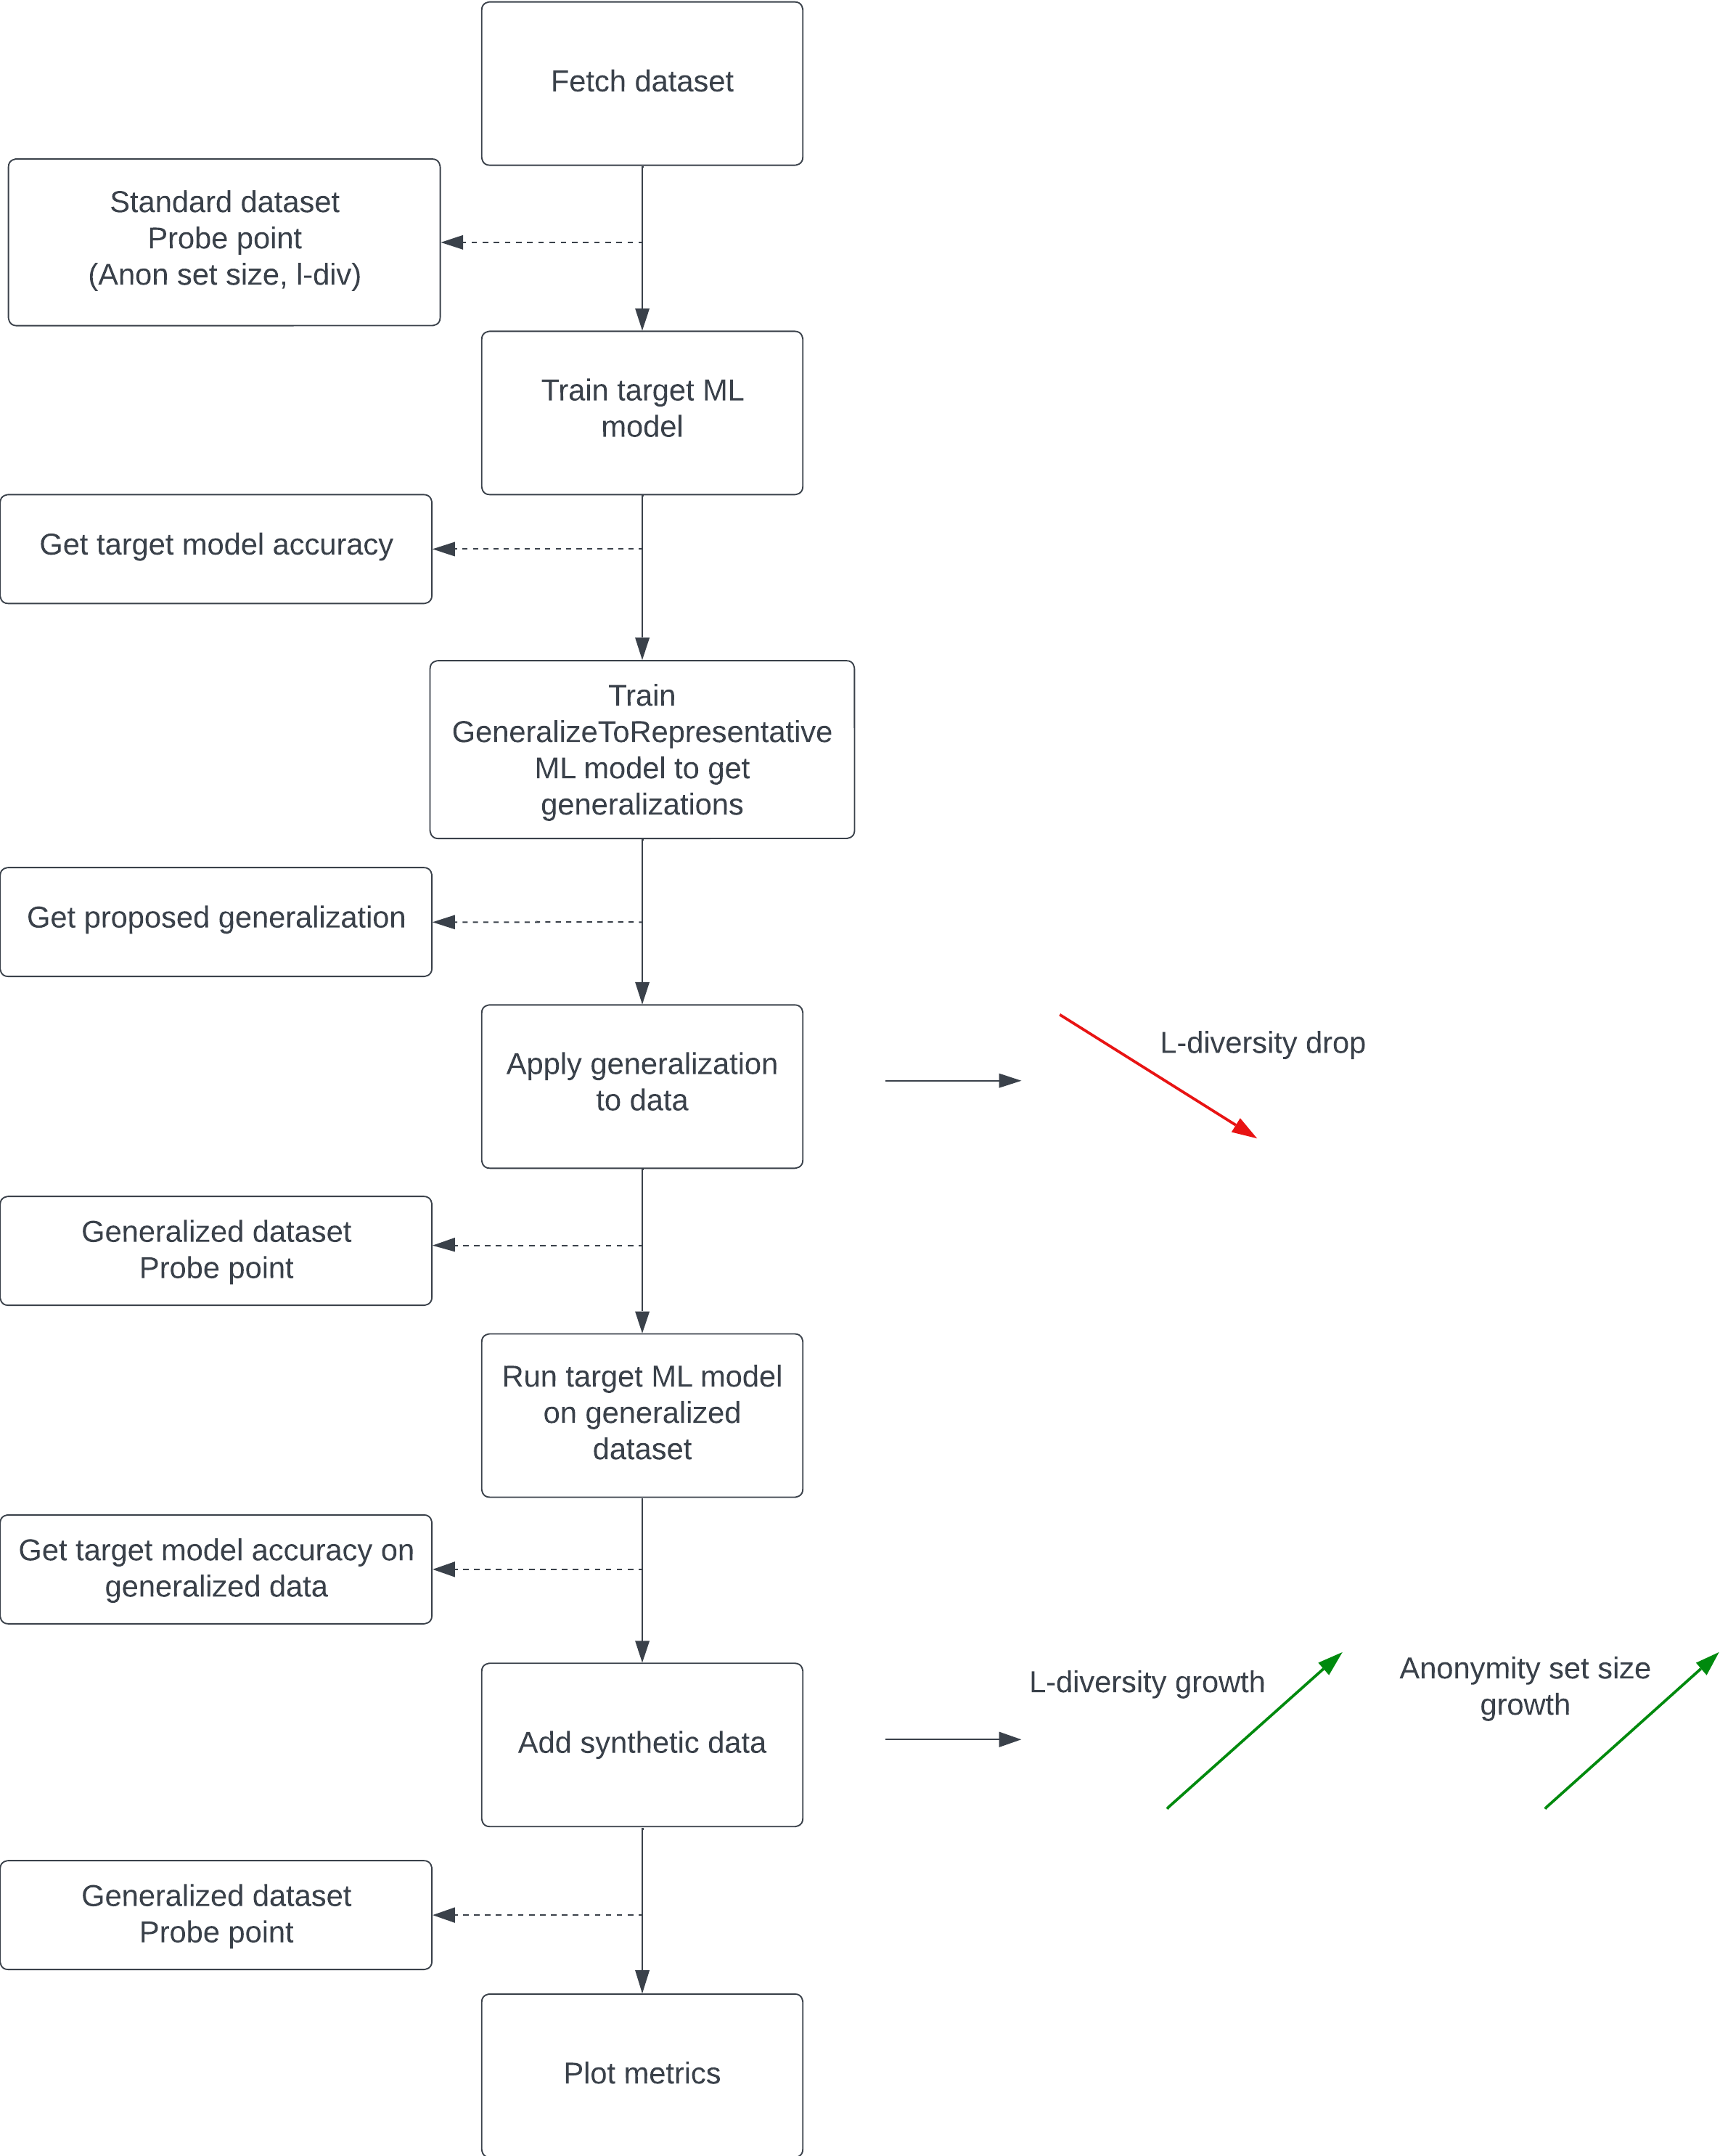 Fetch dataset
Standard dataset
Probe point
(Anon set size, l-div)
Train target ML
model
Get target model accuracy
Train
GeneralizeToRepresentative
ML model to get
generalizations
Get proposed generalization
Apply generalization
to data
L-diversity drop
Generalized dataset
Probe point
Run target ML model
on generalized
dataset
Get target model accuracy on
generalized data
Add synthetic data
L-diversity growth
Anonymity set size
growth
Generalized dataset
Probe point
Plot metrics